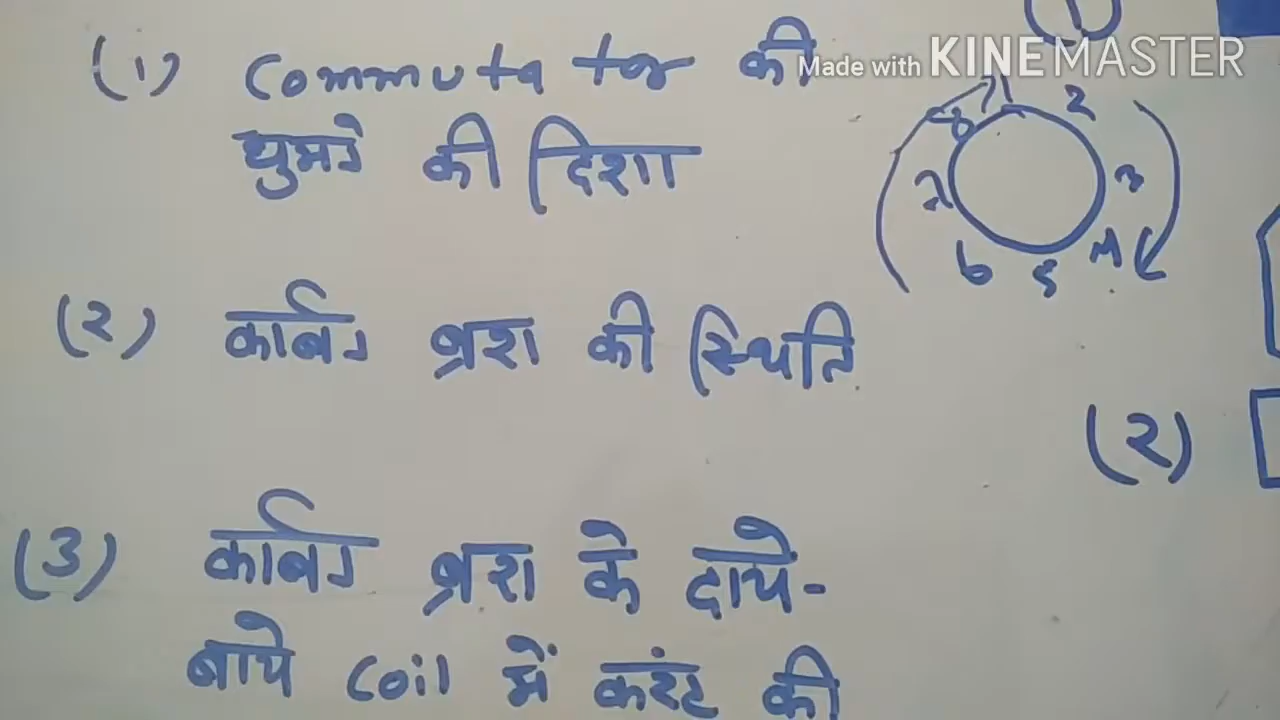 (1) Commutator की
घुमने की दिशा
(2) कार्बन ब्रश की स्थिति
(3) कार्बन ब्रश के दाये-
बाये coil में करंट की
Made with KINEMASTER
1
1 2 3 4 5 6 7 8
(2)